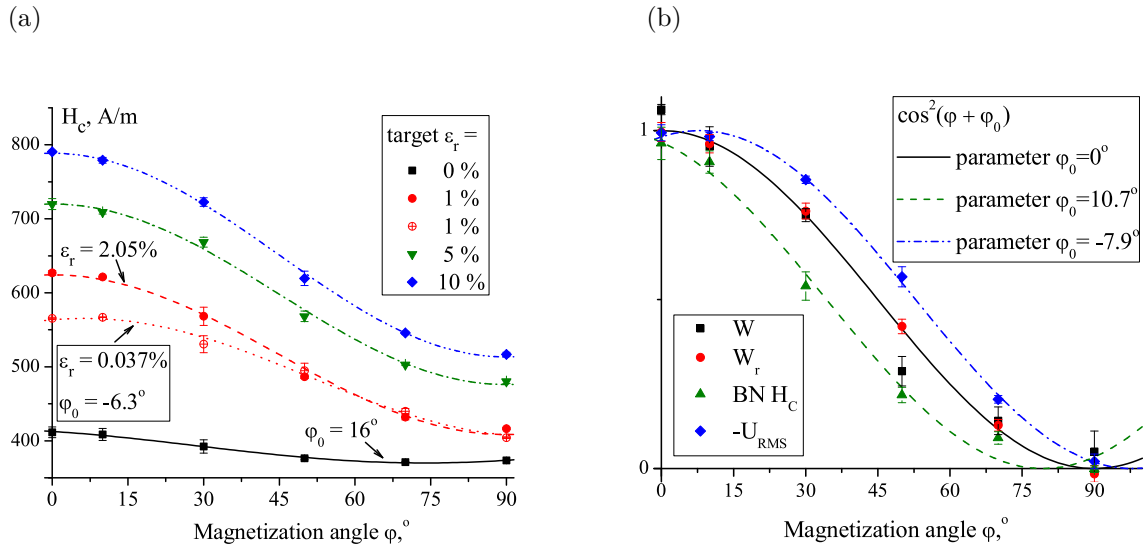 (a)
H_c, A/m
800
700
600
500
400
target ε_r =
0 %
1 %
1 %
5 %
10 %
ε_r = 2.05%
ε_r = 0.037%
φ_0 = -6.3°
φ_0 = 16°
0 15 30 45 60 75 90
Magnetization angle φ,°
(b)
1
0
cos²(φ + φ_0)
parameter φ_0=0°
parameter φ_0=10.7°
parameter φ_0= -7.9°
W
W_r
BN H_C
-U_RMS
0 15 30 45 60 75 90
Magnetization angle φ,°